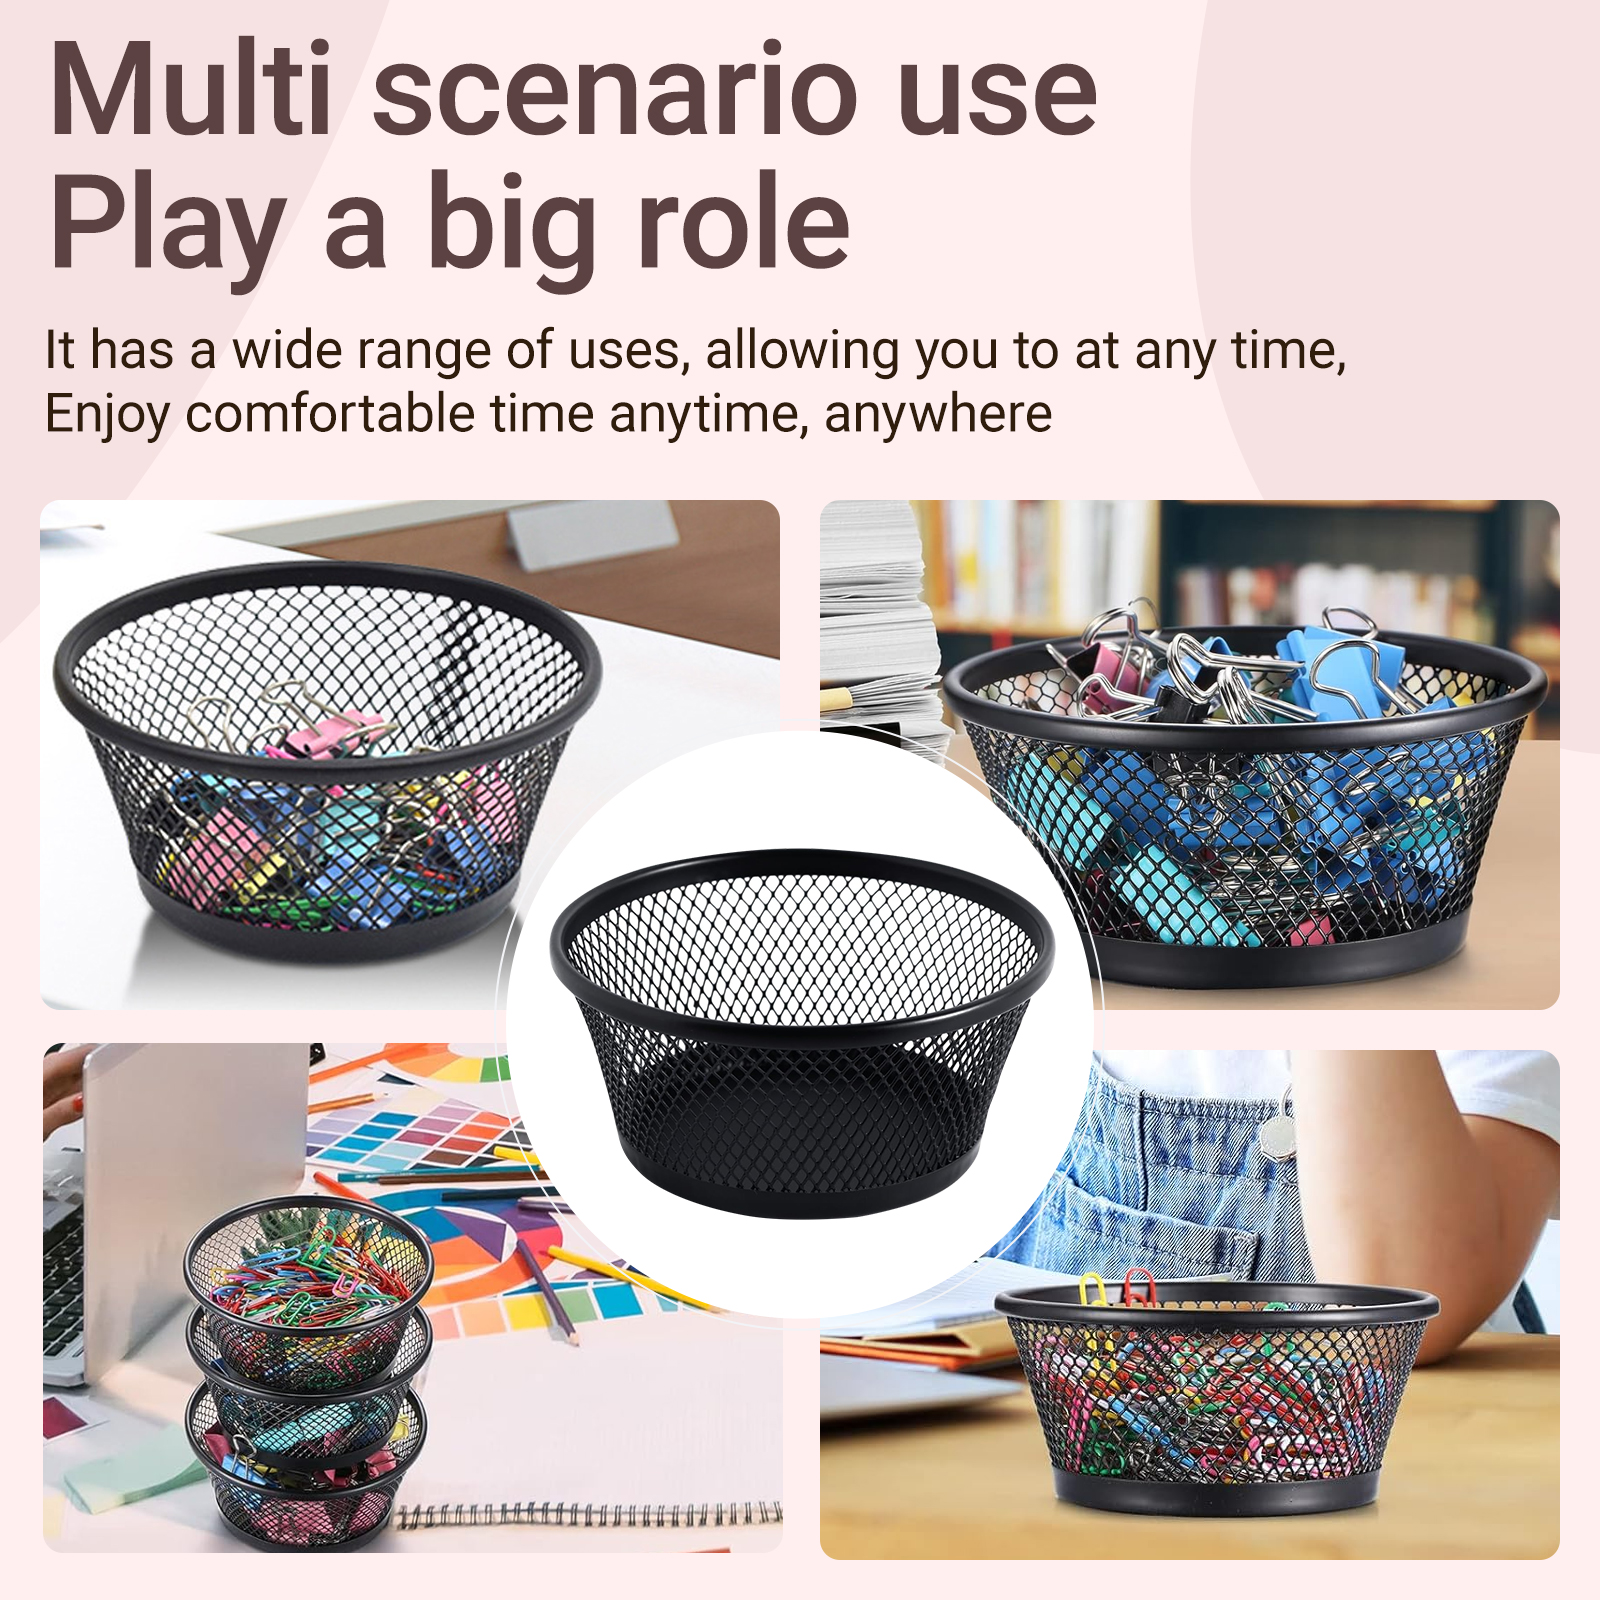 Multi scenario use
Play a big role
It has a wide range of uses, allowing you to at any time,
Enjoy comfortable time anytime, anywhere